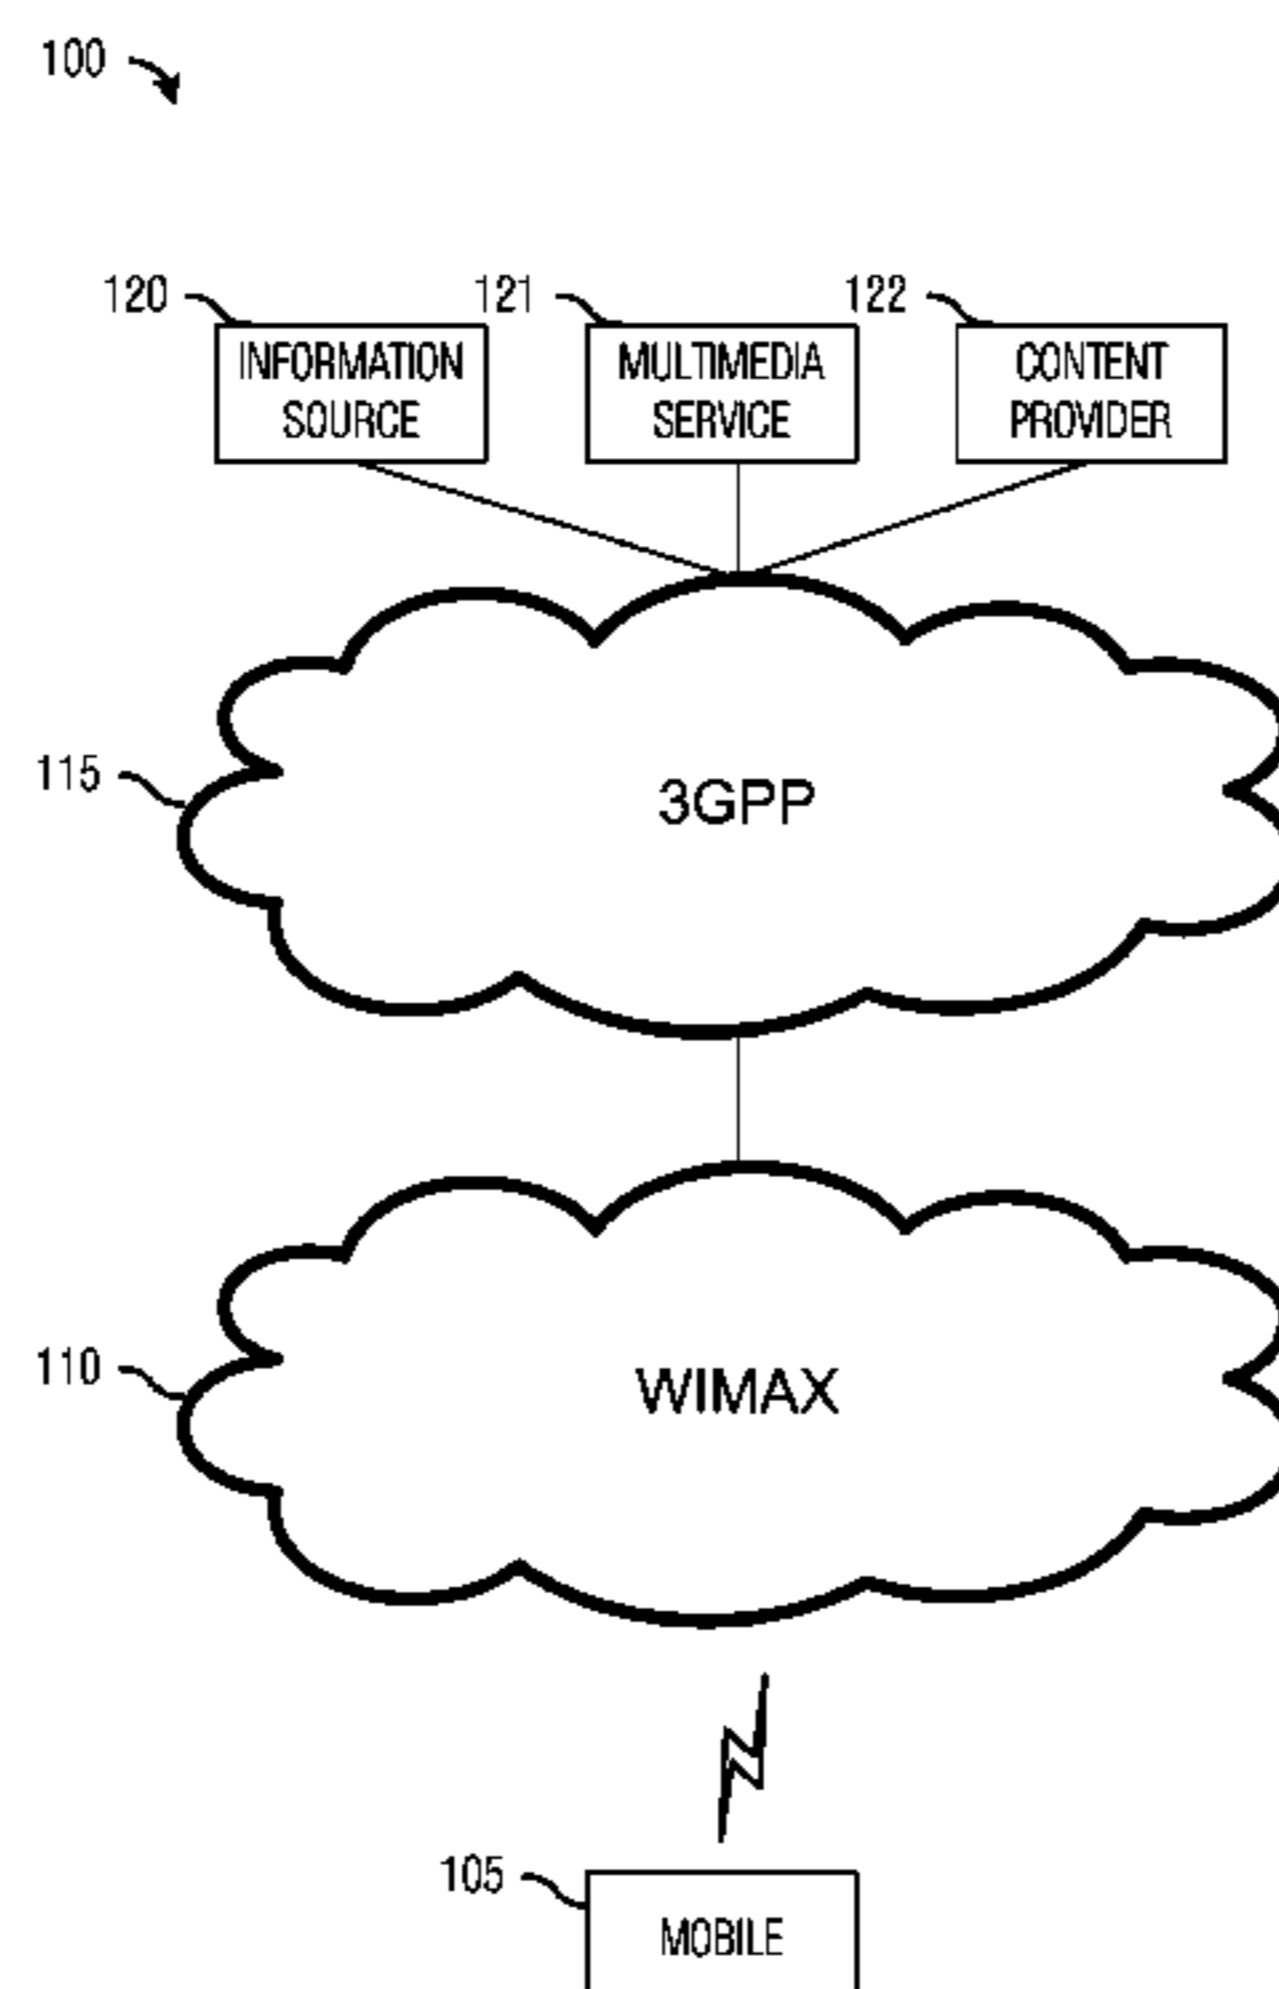 100
120
121
122
INFORMATION
SOURCE
MULTIMEDIA
SERVICE
CONTENT
PROVIDER
115
3GPP
110
WIMAX
105
MOBILE